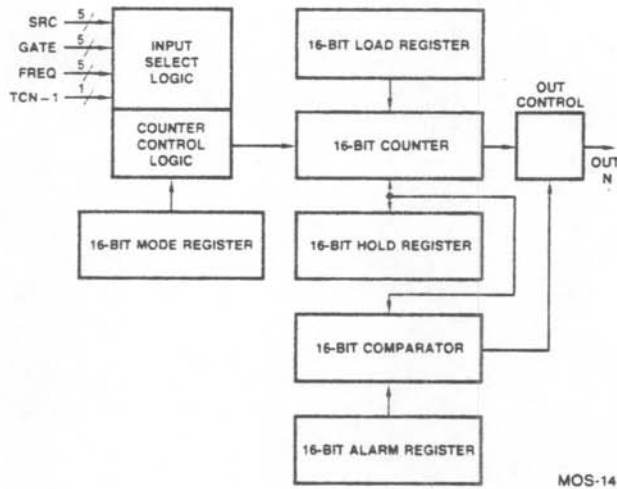 SRC 5
GATE 5
FREQ 5
TCN-1 1
INPUT
SELECT
LOGIC
COUNTER
CONTROL
LOGIC
16-BIT MODE REGISTER
16-BIT LOAD REGISTER
16-BIT COUNTER
16-BIT HOLD REGISTER
16-BIT COMPARATOR
16-BIT ALARM REGISTER
OUT
CONTROL
OUT
N
MOS-14